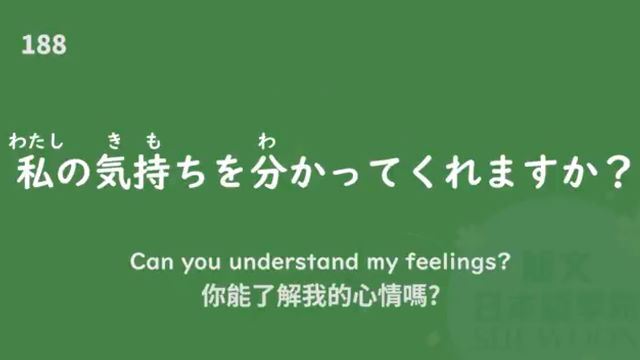 188
わたし き も わ
私の気持ちを分かってくれますか？
Can you understand my feelings?
你能了解我的心情嗎?